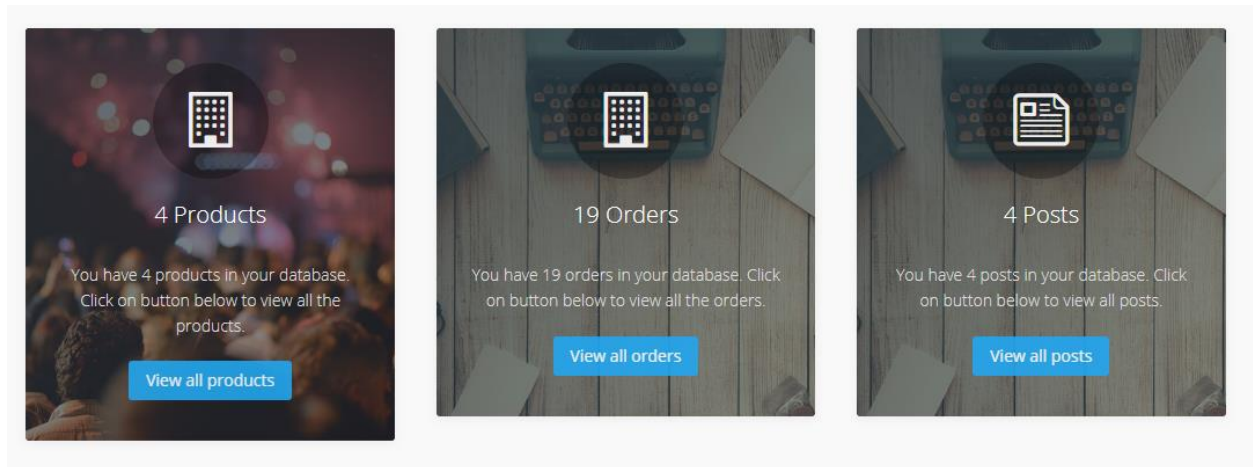 4 Products
You have 4 products in your database.
Click on button below to view all the
products.
View all products
19 Orders
You have 19 orders in your database. Click
on button below to view all the orders.
View all orders
4 Posts
You have 4 posts in your database. Click
on button below to view all posts.
View all posts